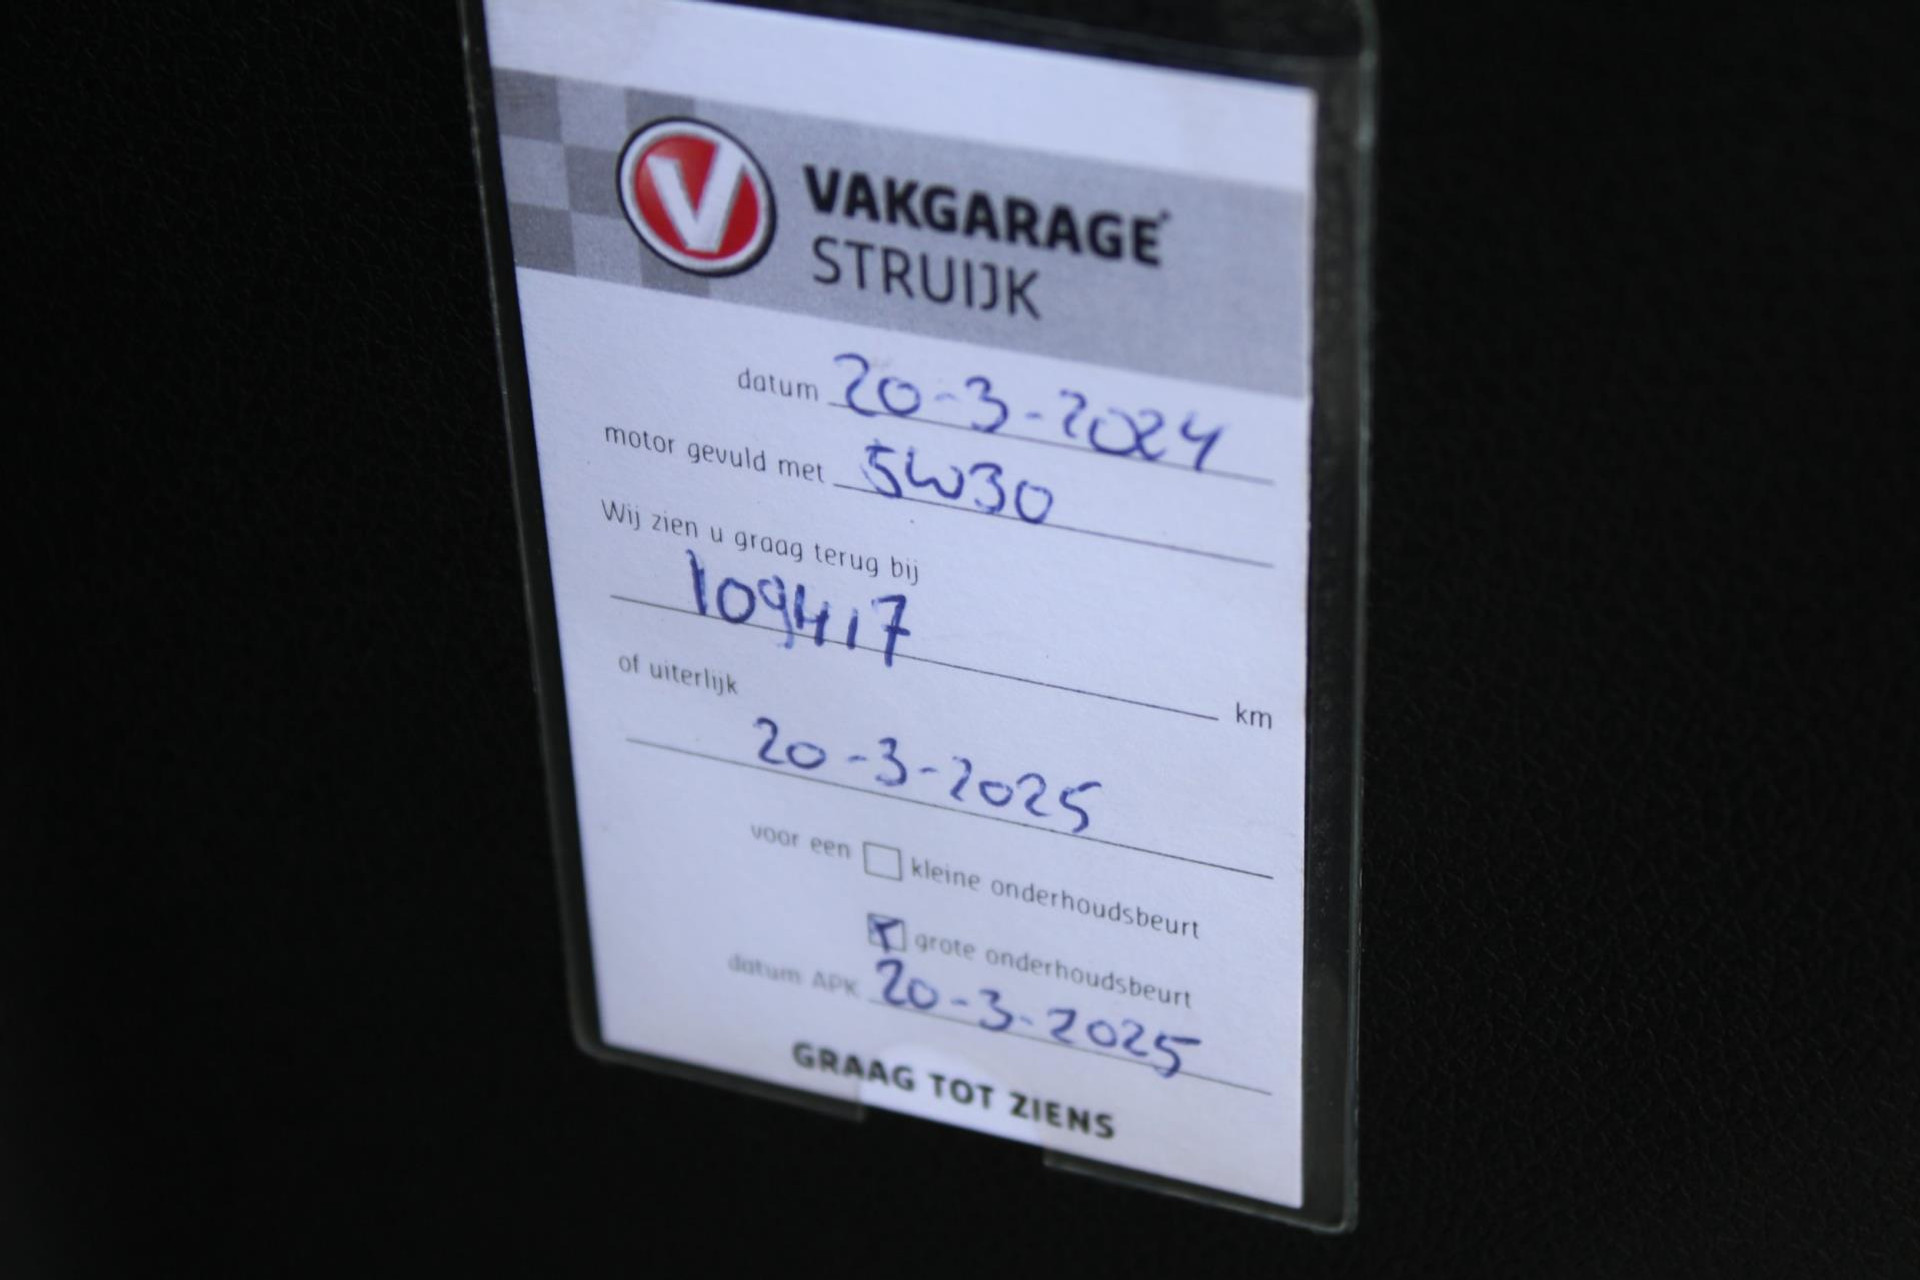 V VAKGARAGE
STRUIJK
datum 20-3-2024
motor gevuld met 5W30
Wij zien u graag terug bij
109417 km
of uiterlijk
20-3-2025
voor een kleine onderhoudsbeurt
grote onderhoudsbeurt
datum APK 20-3-2025
GRAAG TOT ZIENS